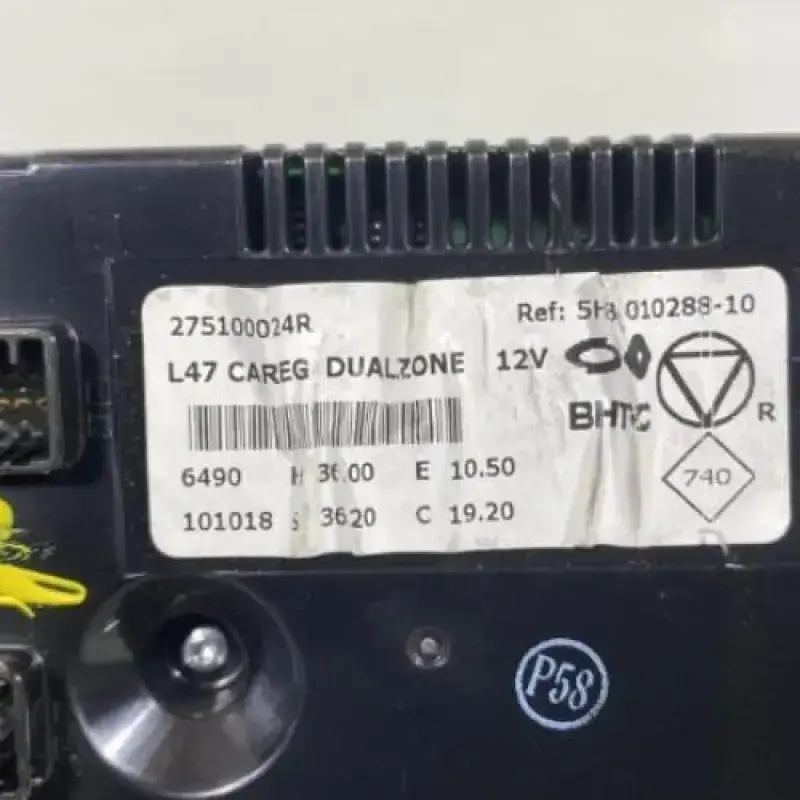 275100024R
Ref: 5HB 010288-10
L47 CAREG DUALZONE 12V
BHTC
R
6490 H 36.00 E 10.50
740
101018 S 3620 C 19.20
P58